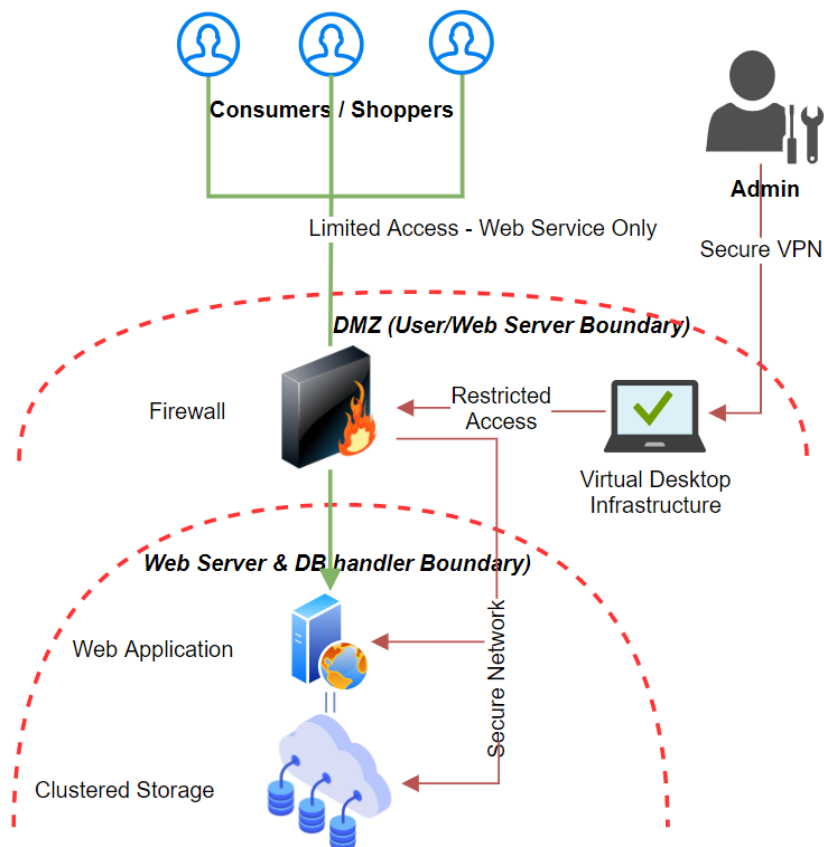 Consumers / Shoppers
Admin
Limited Access - Web Service Only
Secure VPN
DMZ (User/Web Server Boundary)
Firewall
Restricted
Access
Virtual Desktop
Infrastructure
Web Server & DB handler Boundary)
Web Application
Secure Network
Clustered Storage